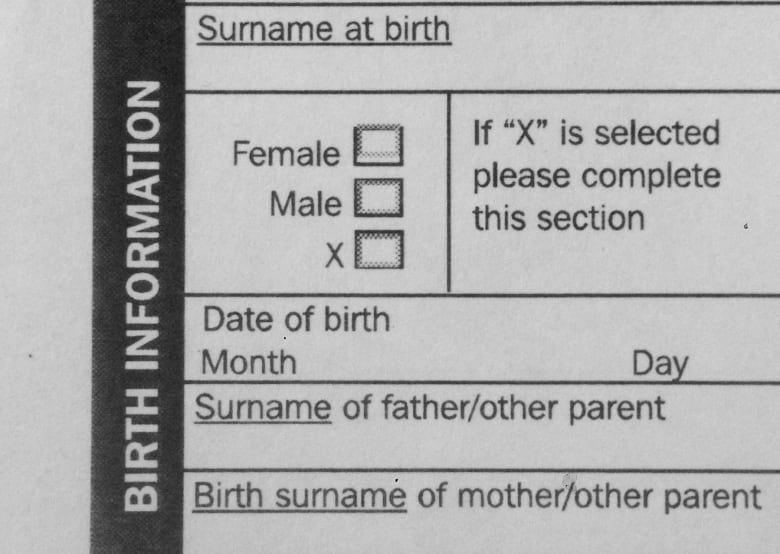 BIRTH INFORMATION
Surname at birth
Female
Male
X
If “X” is selected
please complete
this section
Date of birth
Month Day
Surname of father/other parent
Birth surname of mother/other parent